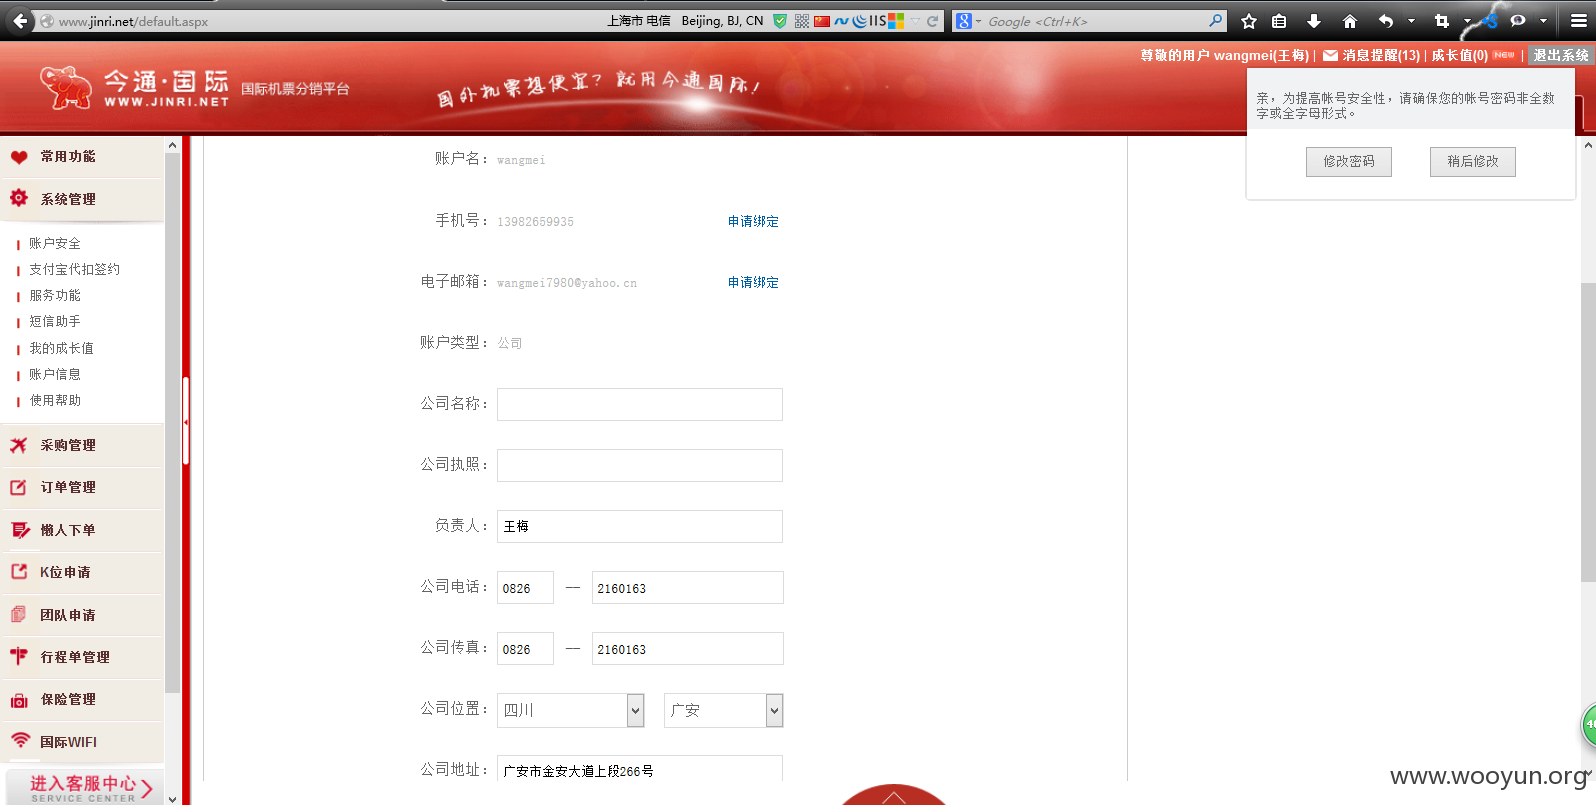 www.jinri.net/default.aspx
上海市 电信 Beijing, BJ, CN
IIS
Google <Ctrl+K>
今通·国际
WWW.JINRI.NET
国际机票分销平台
国外机票想便宜？就用今通国际！
尊敬的用户 wangmei(王梅) | 消息提醒(13) | 成长值(0) NEW | 退出系统
亲，为提高帐号安全性，请确保您的帐号密码非全数
字或全字母形式。
修改密码 稍后修改
常用功能
系统管理
账户安全
支付宝代扣签约
服务功能
短信助手
我的成长值
账户信息
使用帮助
采购管理
订单管理
懒人下单
K位申请
团队申请
行程单管理
保险管理
国际WIFI
进入客服中心
SERVICE CENTER
账户名： wangmei
手机号： 13982659935 申请绑定
电子邮箱： wangmei7980@yahoo.cn 申请绑定
账户类型： 公司
公司名称：
公司执照：
负责人： 王梅
公司电话： 0826 — 2160163
公司传真： 0826 — 2160163
公司位置： 四川 广安
公司地址： 广安市金安大道上段266号
www.wooyun.org